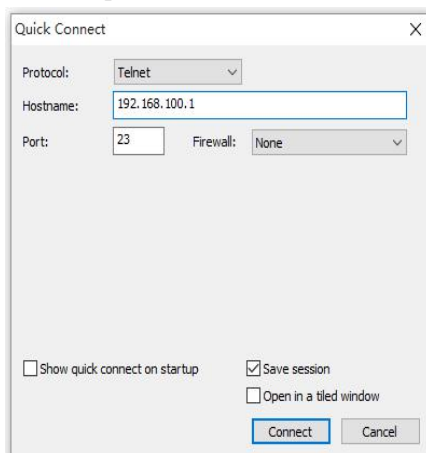 Quick Connect
Protocol: Telnet
Hostname: 192.168.100.1
Port: 23 Firewall: None
Show quick connect on startup Save session
Open in a tiled window
Connect Cancel